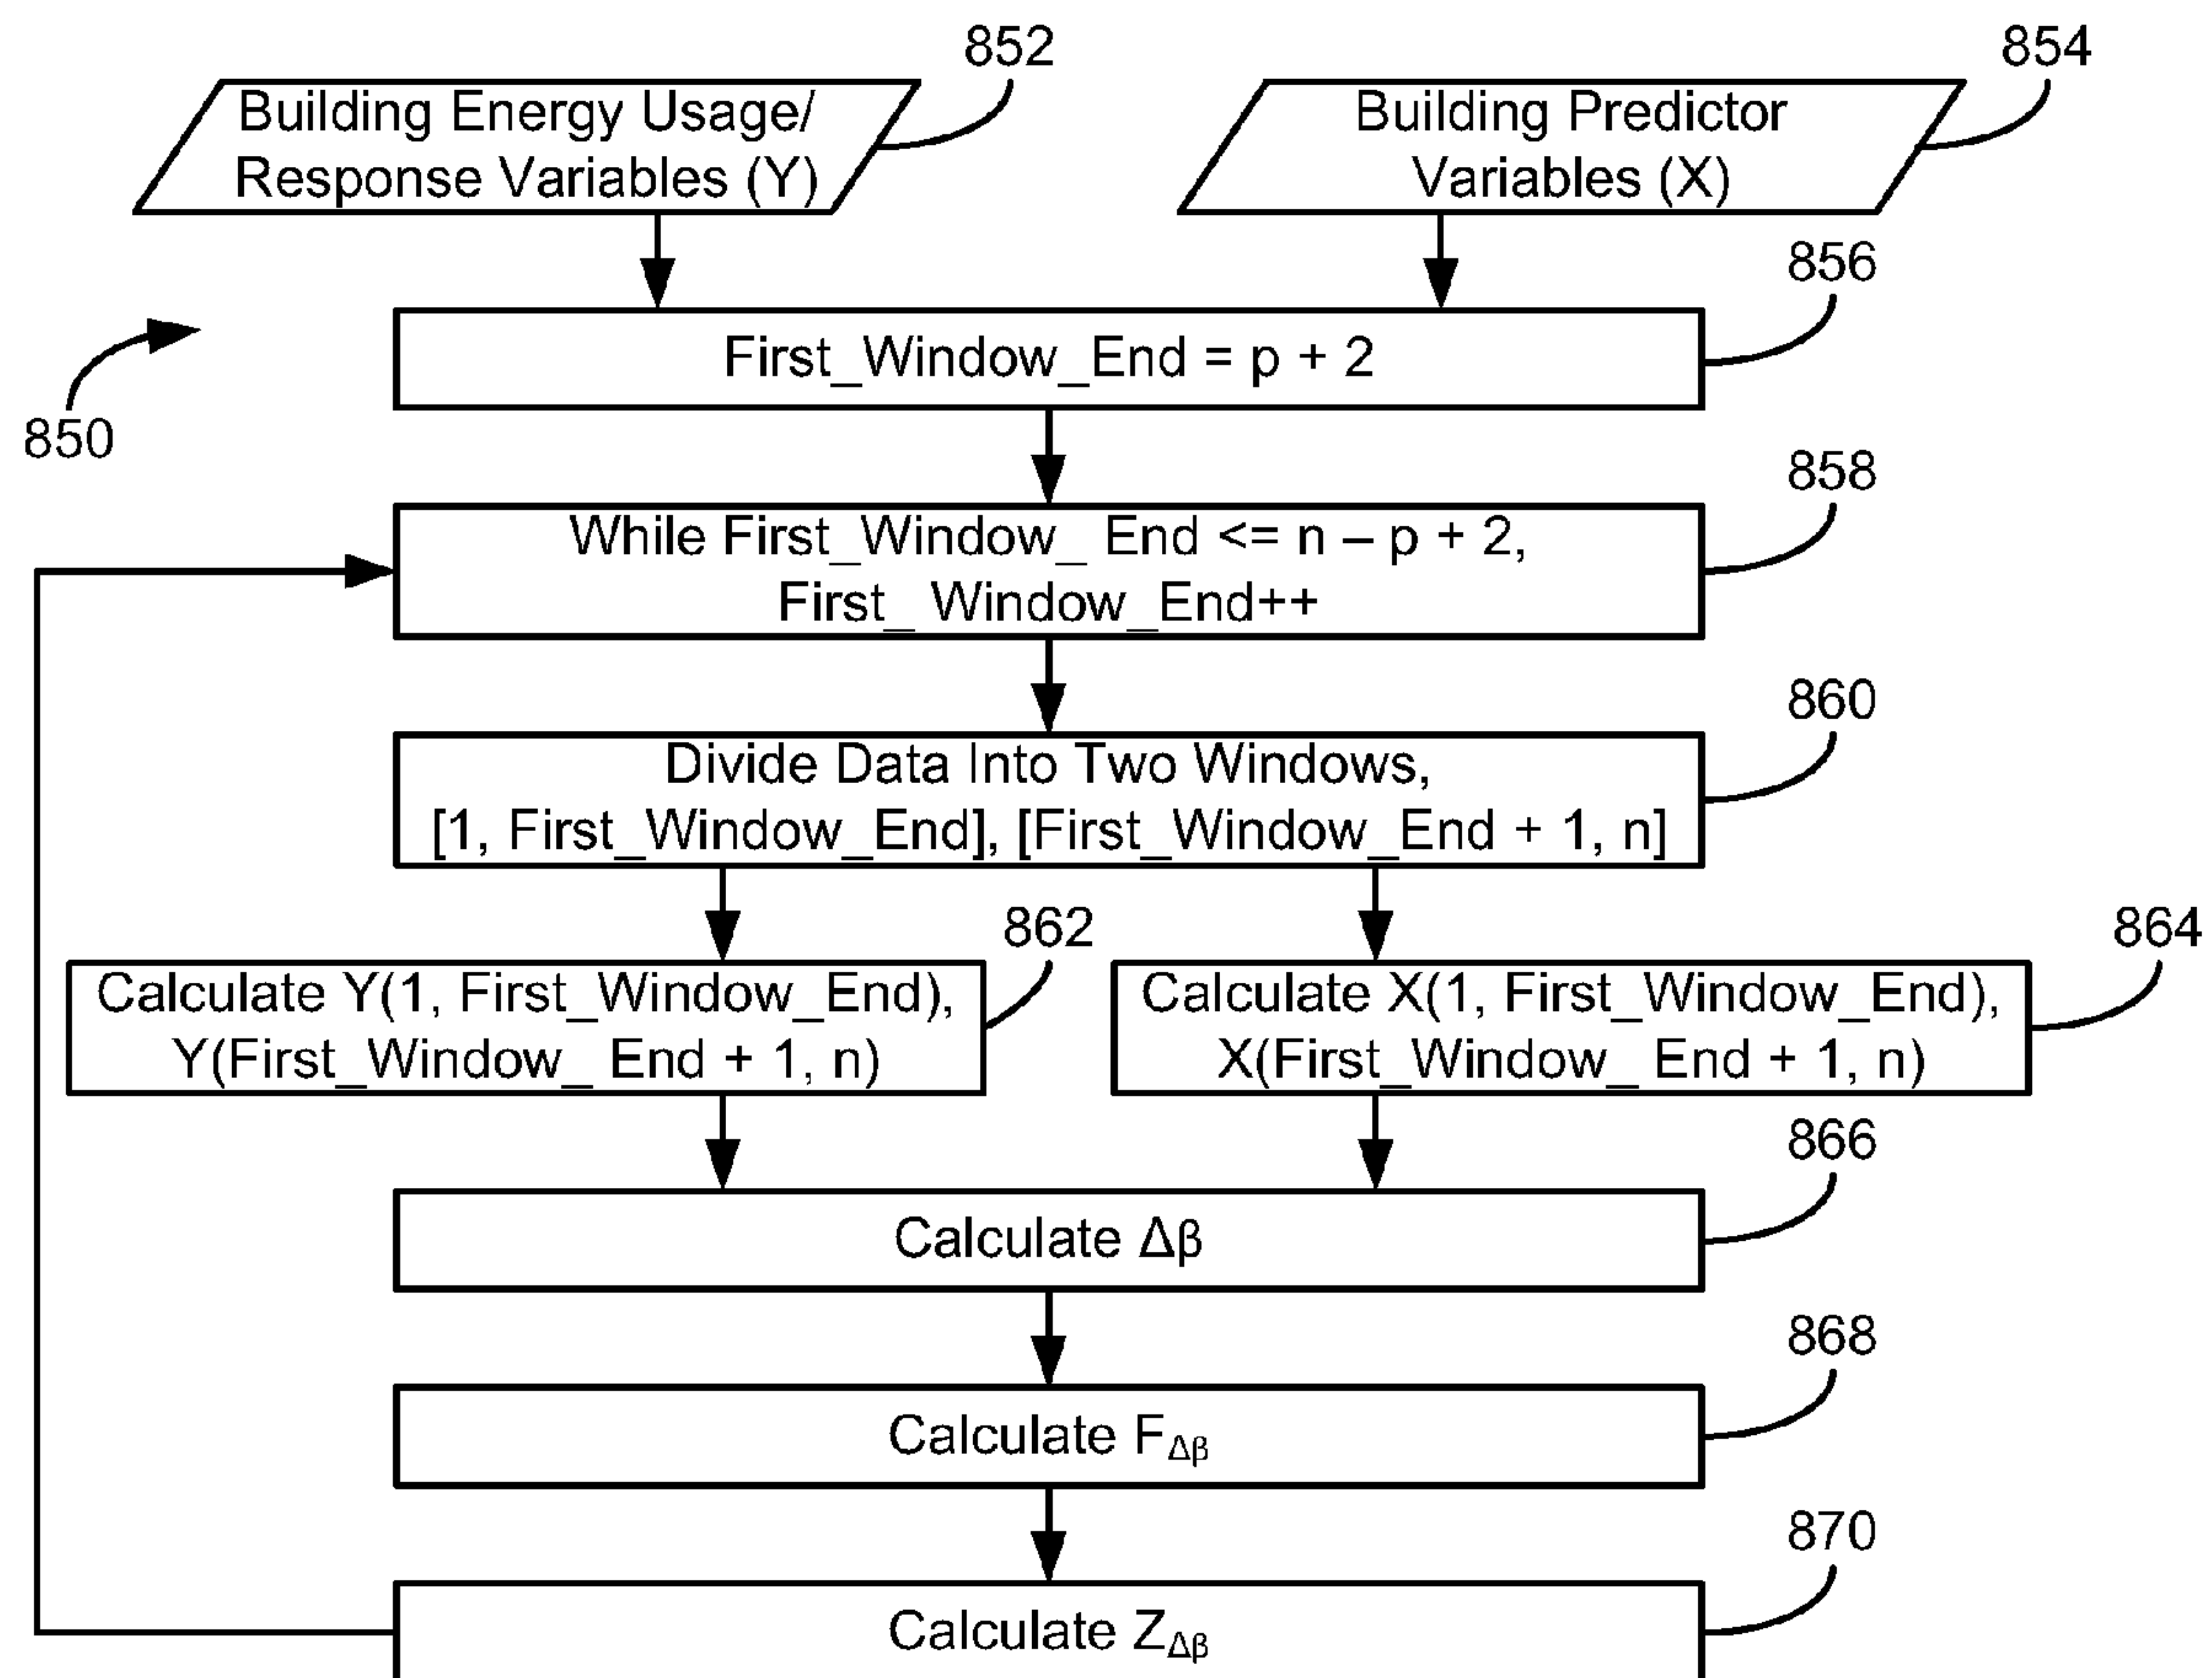 852
854
Building Energy Usage/
Response Variables (Y)
Building Predictor
Variables (X)
856
First_Window_End = p + 2
850
858
While First_Window_ End <= n – p + 2,
First_ Window_End++
860
Divide Data Into Two Windows,
[1, First_Window_End], [First_Window_End + 1, n]
862
864
Calculate Y(1, First_Window_End),
Y(First_Window_ End + 1, n)
Calculate X(1, First_Window_End),
X(First_Window_ End + 1, n)
866
Calculate Δβ
868
Calculate FΔβ
870
Calculate ZΔβ